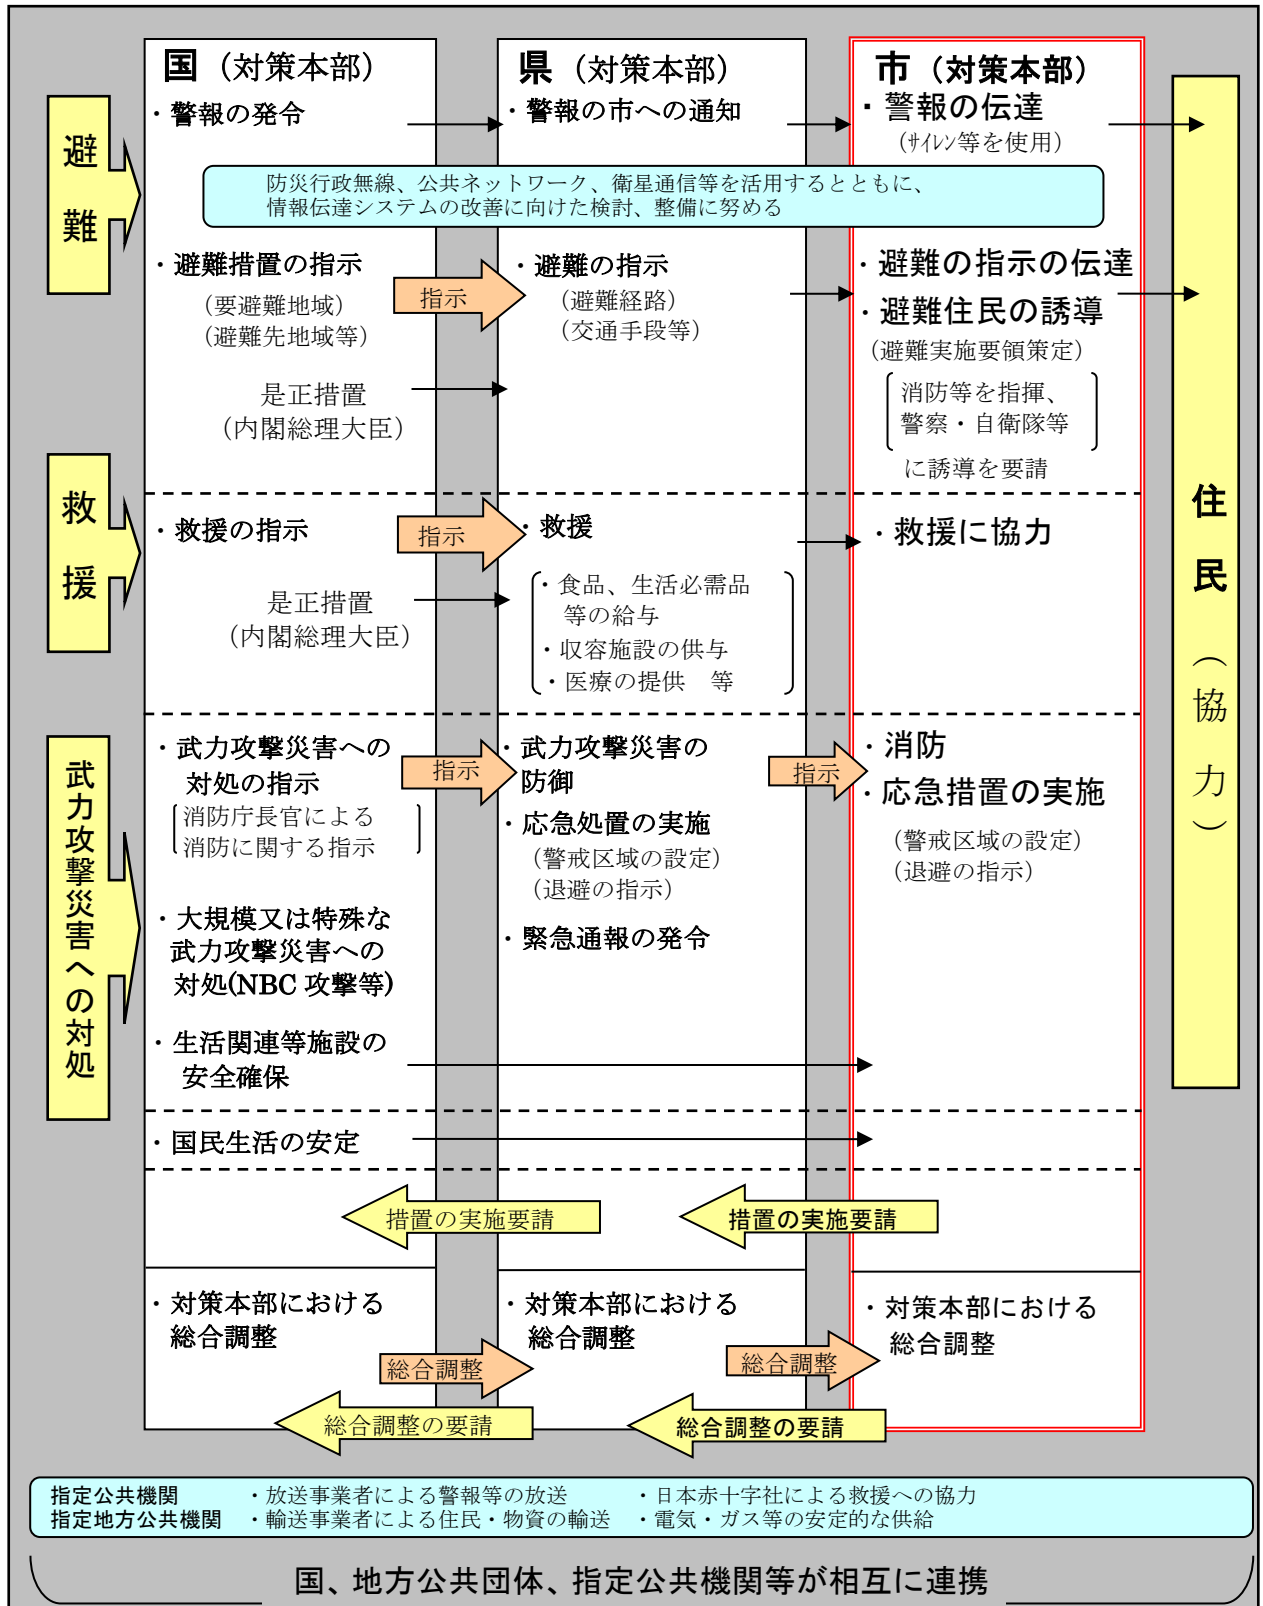 国（対策本部）
県（対策本部）
市（対策本部）
避難
・警報の発令
・警報の市への通知
・警報の伝達
（ｻｲﾚﾝ等を使用）
防災行政無線、公共ネットワーク、衛星通信等を活用するとともに、
情報伝達システムの改善に向けた検討、整備に努める
・避難措置の指示
（要避難地域）
（避難先地域等）
指示
・避難の指示
（避難経路）
（交通手段等）
・避難の指示の伝達
・避難住民の誘導
（避難実施要領策定）
消防等を指揮、
警察・自衛隊等
に誘導を要請
是正措置
（内閣総理大臣）
救援
・救援の指示
指示
・救援
・救援に協力
是正措置
（内閣総理大臣）
・食品、生活必需品
等の給与
・収容施設の供与
・医療の提供　等
武力攻撃災害への対処
・武力攻撃災害への
対処の指示
消防庁長官による
消防に関する指示
指示
・武力攻撃災害の
防御
・応急処置の実施
（警戒区域の設定）
（退避の指示）
・緊急通報の発令
指示
・消防
・応急措置の実施
（警戒区域の設定）
（退避の指示）
・大規模又は特殊な
武力攻撃災害への
対処(NBC 攻撃等)
・生活関連等施設の
安全確保
・国民生活の安定
措置の実施要請
措置の実施要請
・対策本部における
総合調整
・対策本部における
総合調整
・対策本部における
総合調整
総合調整
総合調整
総合調整の要請
総合調整の要請
住民（協力）
指定公共機関　・放送事業者による警報等の放送　・日本赤十字社による救援への協力
指定地方公共機関　・輸送事業者による住民・物資の輸送　・電気・ガス等の安定的な供給
国、地方公共団体、指定公共機関等が相互に連携